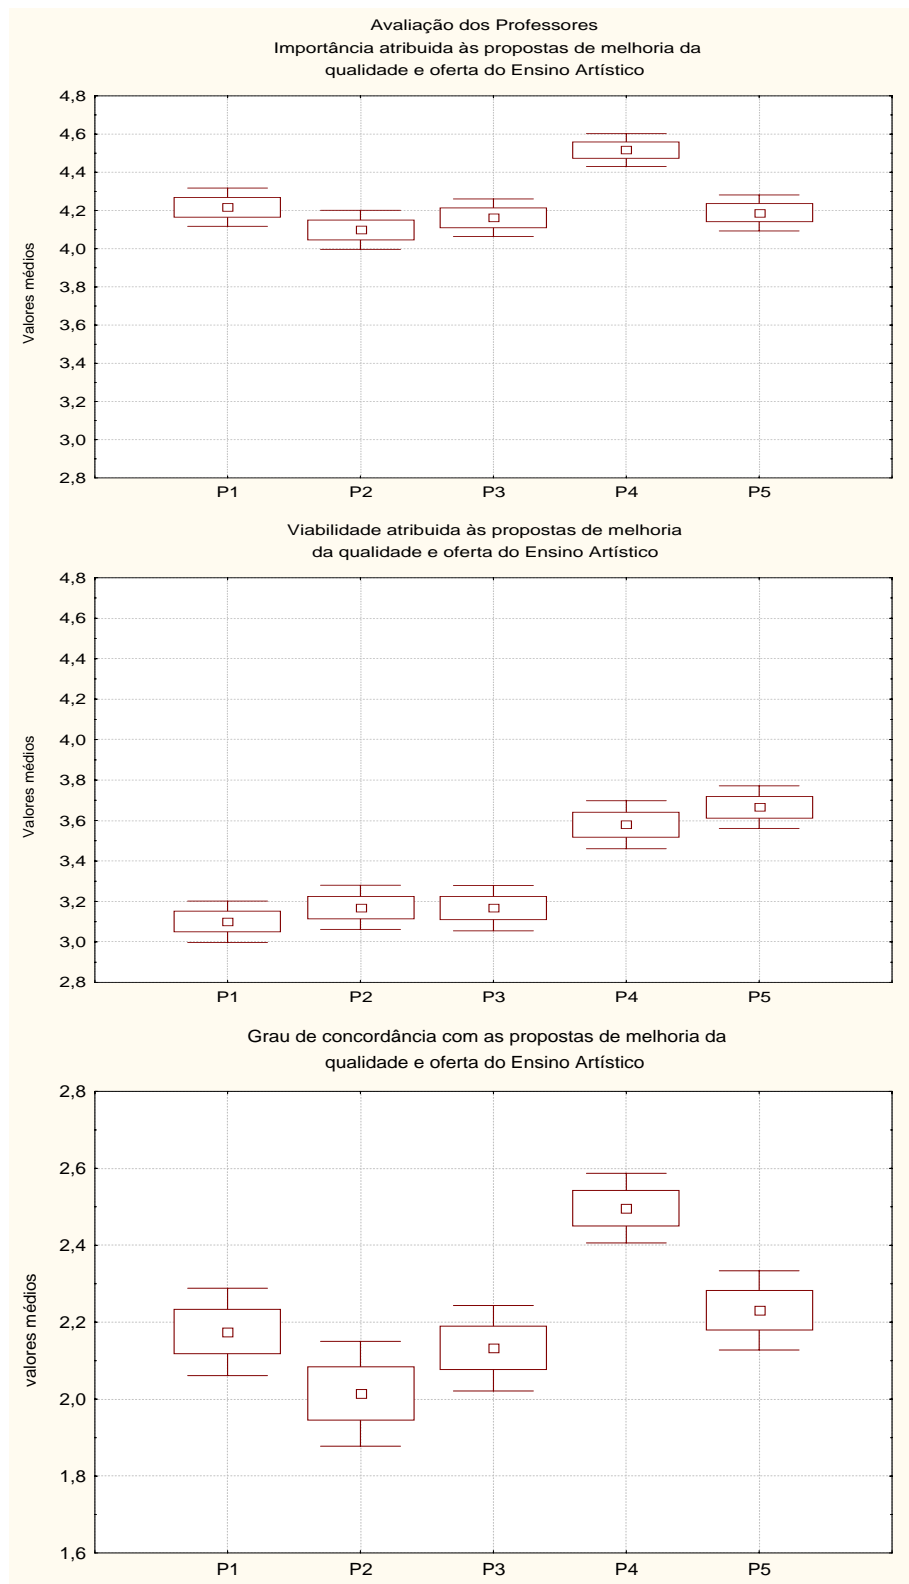 Avaliação dos Professores
Importância atribuida às propostas de melhoria da
qualidade e oferta do Ensino Artístico
Valores médios
4,8
4,6
4,4
4,2
4,0
3,8
3,6
3,4
3,2
3,0
2,8
P1 P2 P3 P4 P5
Viabilidade atribuida às propostas de melhoria
da qualidade e oferta do Ensino Artístico
Valores médios
4,8
4,6
4,4
4,2
4,0
3,8
3,6
3,4
3,2
3,0
2,8
P1 P2 P3 P4 P5
Grau de concordância com as propostas de melhoria da
qualidade e oferta do Ensino Artístico
valores médios
2,8
2,6
2,4
2,2
2,0
1,8
1,6
P1 P2 P3 P4 P5